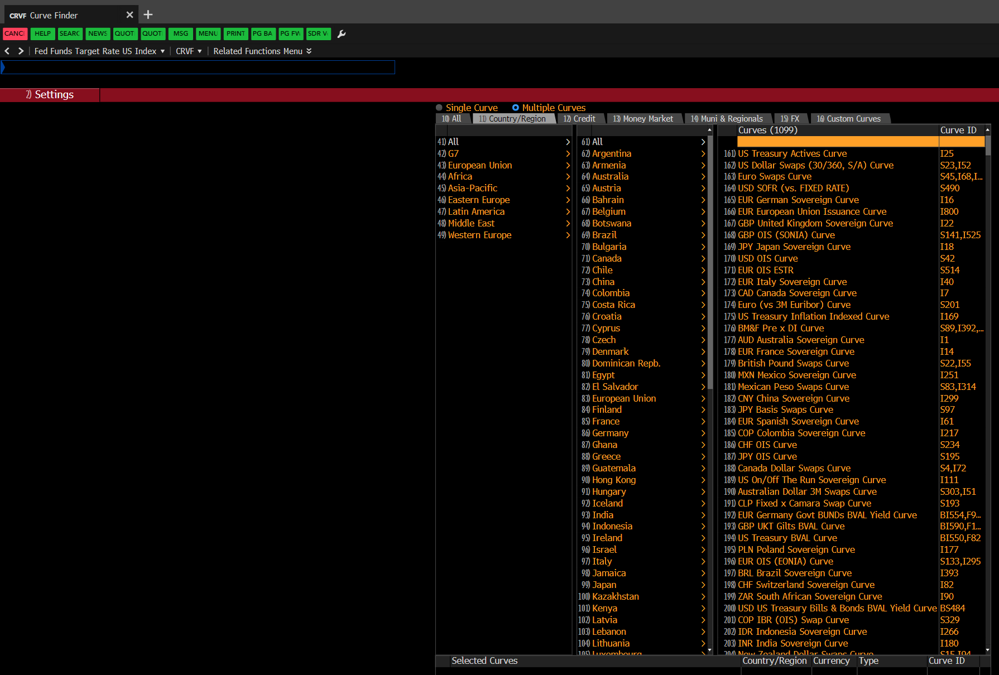 CRVF Curve Finder
CANC HELP SEARC NEWS QUOT QUOT MSG MENU PRINT PG BA PG FW SDR V
Fed Funds Target Rate US Index CRVF Related Functions Menu
2) Settings
Single Curve Multiple Curves
10) All 11) Country/Region 12) Credit 13) Money Market 14) Muni & Regionals 15) FX 16) Custom Curves
Curves (1099) Curve ID
41) All
42) G7
43) European Union
44) Africa
45) Asia-Pacific
46) Eastern Europe
47) Latin America
48) Middle East
49) Western Europe
61) All
62) Argentina
63) Armenia
64) Australia
65) Austria
66) Bahrain
67) Belgium
68) Botswana
69) Brazil
70) Bulgaria
71) Canada
72) Chile
73) China
74) Colombia
75) Costa Rica
76) Croatia
77) Cyprus
78) Czech
79) Denmark
80) Dominican Repb.
81) Egypt
82) El Salvador
83) European Union
84) Finland
85) France
86) Germany
87) Ghana
88) Greece
89) Guatemala
90) Hong Kong
91) Hungary
92) Iceland
93) India
94) Indonesia
95) Ireland
96) Israel
97) Italy
98) Jamaica
99) Japan
100) Kazakhstan
101) Kenya
102) Latvia
103) Lebanon
104) Lithuania
105) Luxembourg
161) US Treasury Actives Curve I25
162) US Dollar Swaps (30/360, S/A) Curve S23,I52
163) Euro Swaps Curve S45,I68,I...
164) USD SOFR (vs. FIXED RATE) S490
165) EUR German Sovereign Curve I16
166) EUR European Union Issuance Curve I800
167) GBP United Kingdom Sovereign Curve I22
168) GBP OIS (SONIA) Curve S141,I525
169) JPY Japan Sovereign Curve I18
170) USD OIS Curve S42
171) EUR OIS ESTR S514
172) EUR Italy Sovereign Curve I40
173) CAD Canada Sovereign Curve I7
174) Euro (vs 3M Euribor) Curve S201
175) US Treasury Inflation Indexed Curve I169
176) BM&F Pre x DI Curve S89,I392,...
177) AUD Australia Sovereign Curve I1
178) EUR France Sovereign Curve I14
179) British Pound Swaps Curve S22,I55
180) MXN Mexico Sovereign Curve I251
181) Mexican Peso Swaps Curve S83,I314
182) CNY China Sovereign Curve I299
183) JPY Basis Swaps Curve S97
184) EUR Spanish Sovereign Curve I61
185) COP Colombia Sovereign Curve I217
186) CHF OIS Curve S234
187) JPY OIS Curve S195
188) Canada Dollar Swaps Curve S4,I72
189) US On/Off The Run Sovereign Curve I111
190) Australian Dollar 3M Swaps Curve S303,I51
191) CLP Fixed x Camara Swap Curve S193
192) EUR Germany Govt BUNDs BVAL Yield Curve BI554,F9...
193) GBP UKT Gilts BVAL Curve BI590,F1...
194) US Treasury BVAL Curve BI550,F82
195) PLN Poland Sovereign Curve I177
196) EUR OIS (EONIA) Curve S133,I295
197) BRL Brazil Sovereign Curve I393
198) CHF Switzerland Sovereign Curve I82
199) ZAR South African Sovereign Curve I90
200) USD US Treasury Bills & Bonds BVAL Yield Curve BS484
201) COP IBR (OIS) Swap Curve S329
202) IDR Indonesia Sovereign Curve I266
203) INR India Sovereign Curve I180
204) New Zealand Dollar Swaps Curve S15,I94
Selected Curves Country/Region Currency Type Curve ID